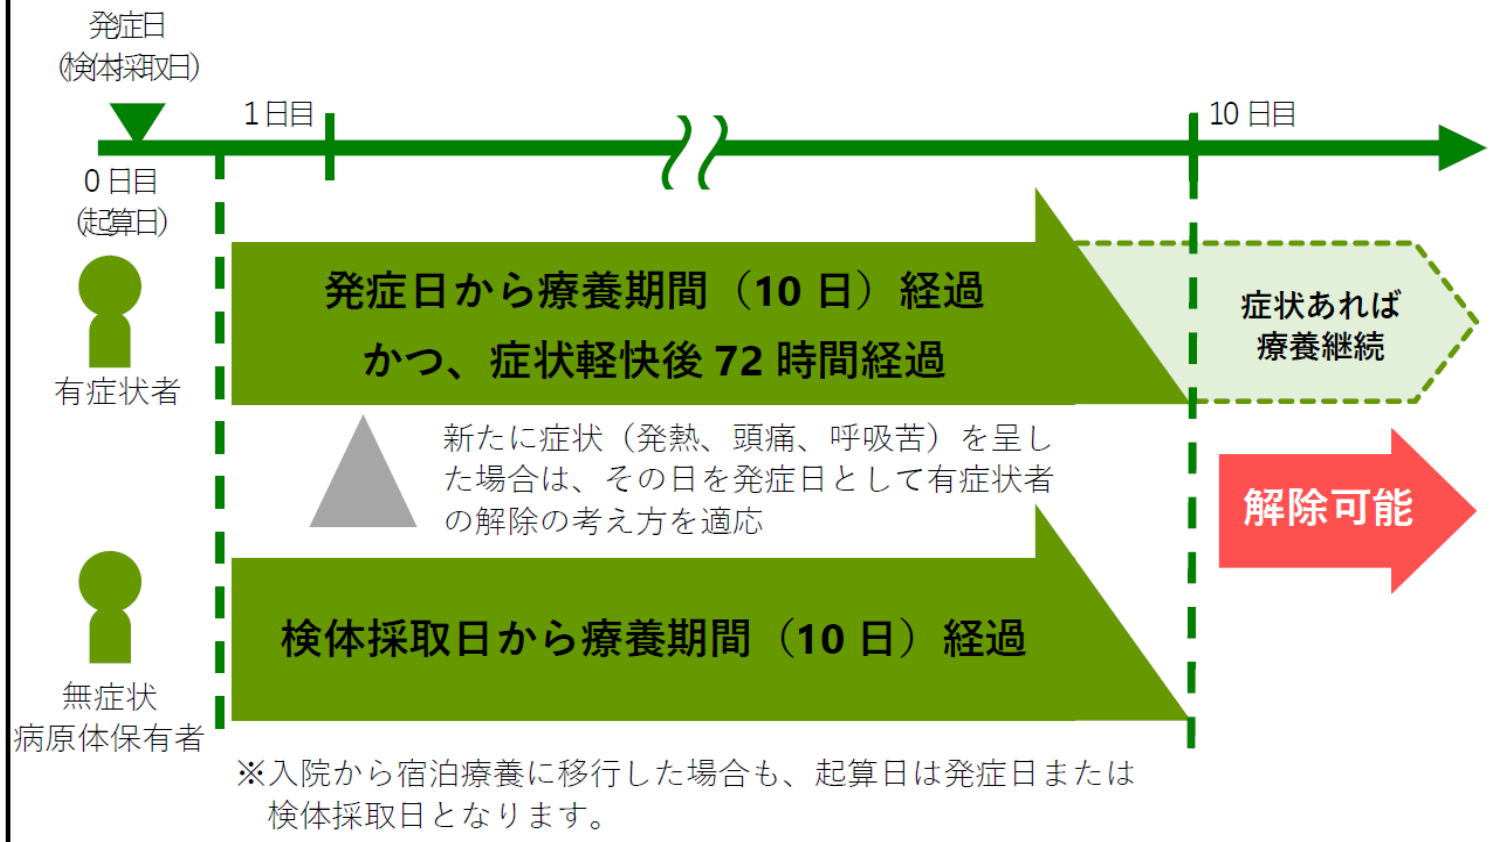 発症日
(検体採取日)
1日目
10日目
0日目
(起算日)
発症日から療養期間（10日）経過
かつ、症状軽快後72時間経過
症状あれば
療養継続
有症状者
新たに症状（発熱、頭痛、呼吸苦）を呈し
た場合は、その日を発症日として有症状者
の解除の考え方を適応
解除可能
検体採取日から療養期間（10日）経過
無症状
病原体保有者
※入院から宿泊療養に移行した場合も、起算日は発症日または
検体採取日となります。